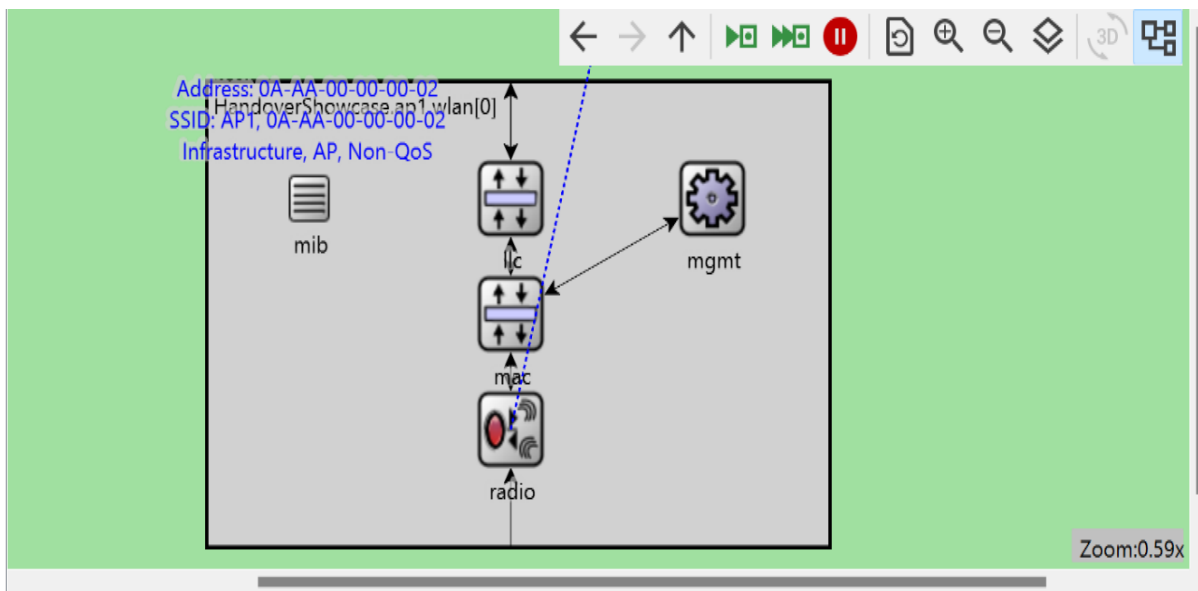 3D
Address: 0A-AA-00-00-00-02
HandoverShowcase.ap1.wlan[0]
SSID: AP1, 0A-AA-00-00-00-02
Infrastructure, AP, Non-QoS
mib
llc
mgmt
mac
radio
Zoom:0.59x